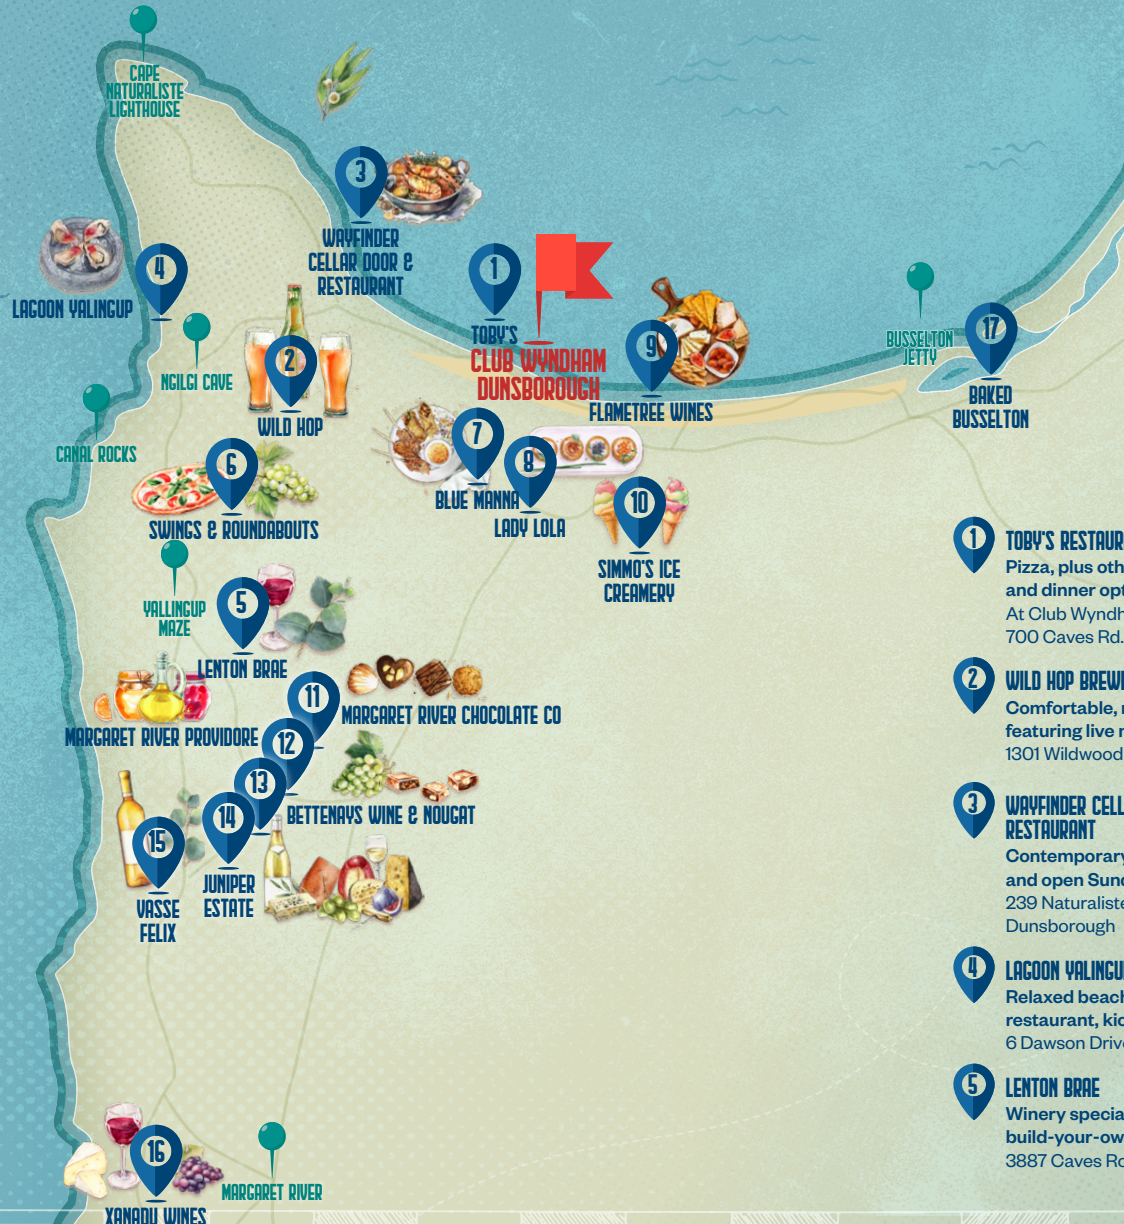 CAPE
NATURALISTE
LIGHTHOUSE
3
WAYFINDER
CELLAR DOOR &
RESTAURANT
4
LAGOON YALINGUP
1
TOBY'S
CLUB WYNDHAM
DUNSBOROUGH
NGILGI CAVE
2
WILD HOP
9
FLAMETREE WINES
BUSSELTON
JETTY
17
BAKED
BUSSELTON
CANAL ROCKS
6
SWINGS & ROUNDABOUTS
7
BLUE MANNA
8
LADY LOLA
10
SIMMO'S ICE
CREAMERY
YALLINGUP
MAZE
5
LENTON BRAE
11
MARGARET RIVER CHOCOLATE CO
MARGARET RIVER PROVIDORE
12
13
BETTENAYS WINE & NOUGAT
14
JUNIPER
ESTATE
15
VASSE
FELIX
16
XANADU WINES
MARGARET RIVER
1
TOBY'S RESTAUR
Pizza, plus oth
and dinner opt
At Club Wyndh
700 Caves Rd.
2
WILD HOP BREWE
Comfortable, r
featuring live r
1301 Wildwood
3
WAYFINDER CELL
RESTAURANT
Contemporary
and open Sund
239 Naturaliste
Dunsborough
4
LAGOON YALINGU
Relaxed beach
restaurant, kio
6 Dawson Drive
5
LENTON BRAE
Winery specia
build-your-ow
3887 Caves Ro